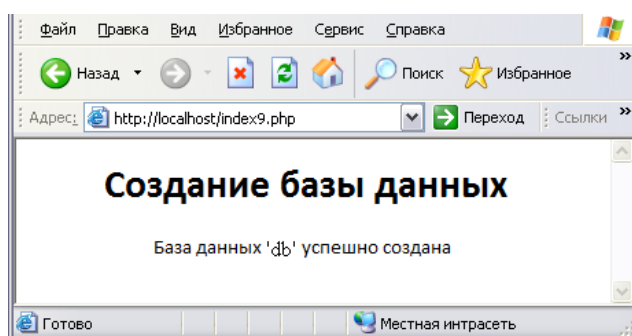 Файл Правка Вид Избранное Сервис Справка
Назад Поиск Избранное »
Адрес: http://localhost/index9.php Переход Ссылки »
Создание базы данных
База данных 'db' успешно создана
Готово Местная интрасеть